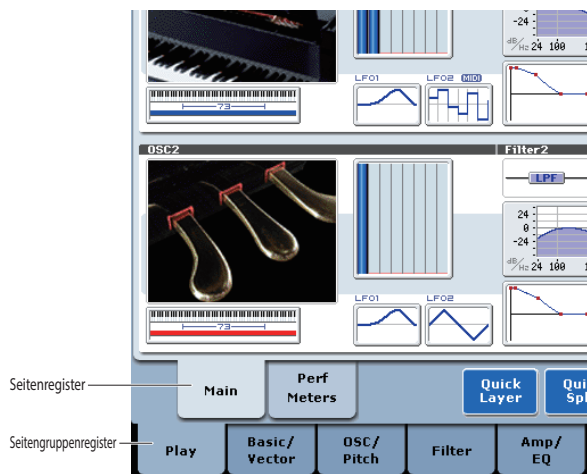 -24
dB/Hz 24 100
LFO1
LFO2 MIDI
73
OSC2
Filter2
LPF
24
0
-24
dB/Hz 24 100
LFO1
LFO2
73
Seitenregister
Main
Perf
Meters
Quick
Layer
Seitengruppenregister
Play
Basic/
Vector
OSC/
Pitch
Filter
Amp/
EQ